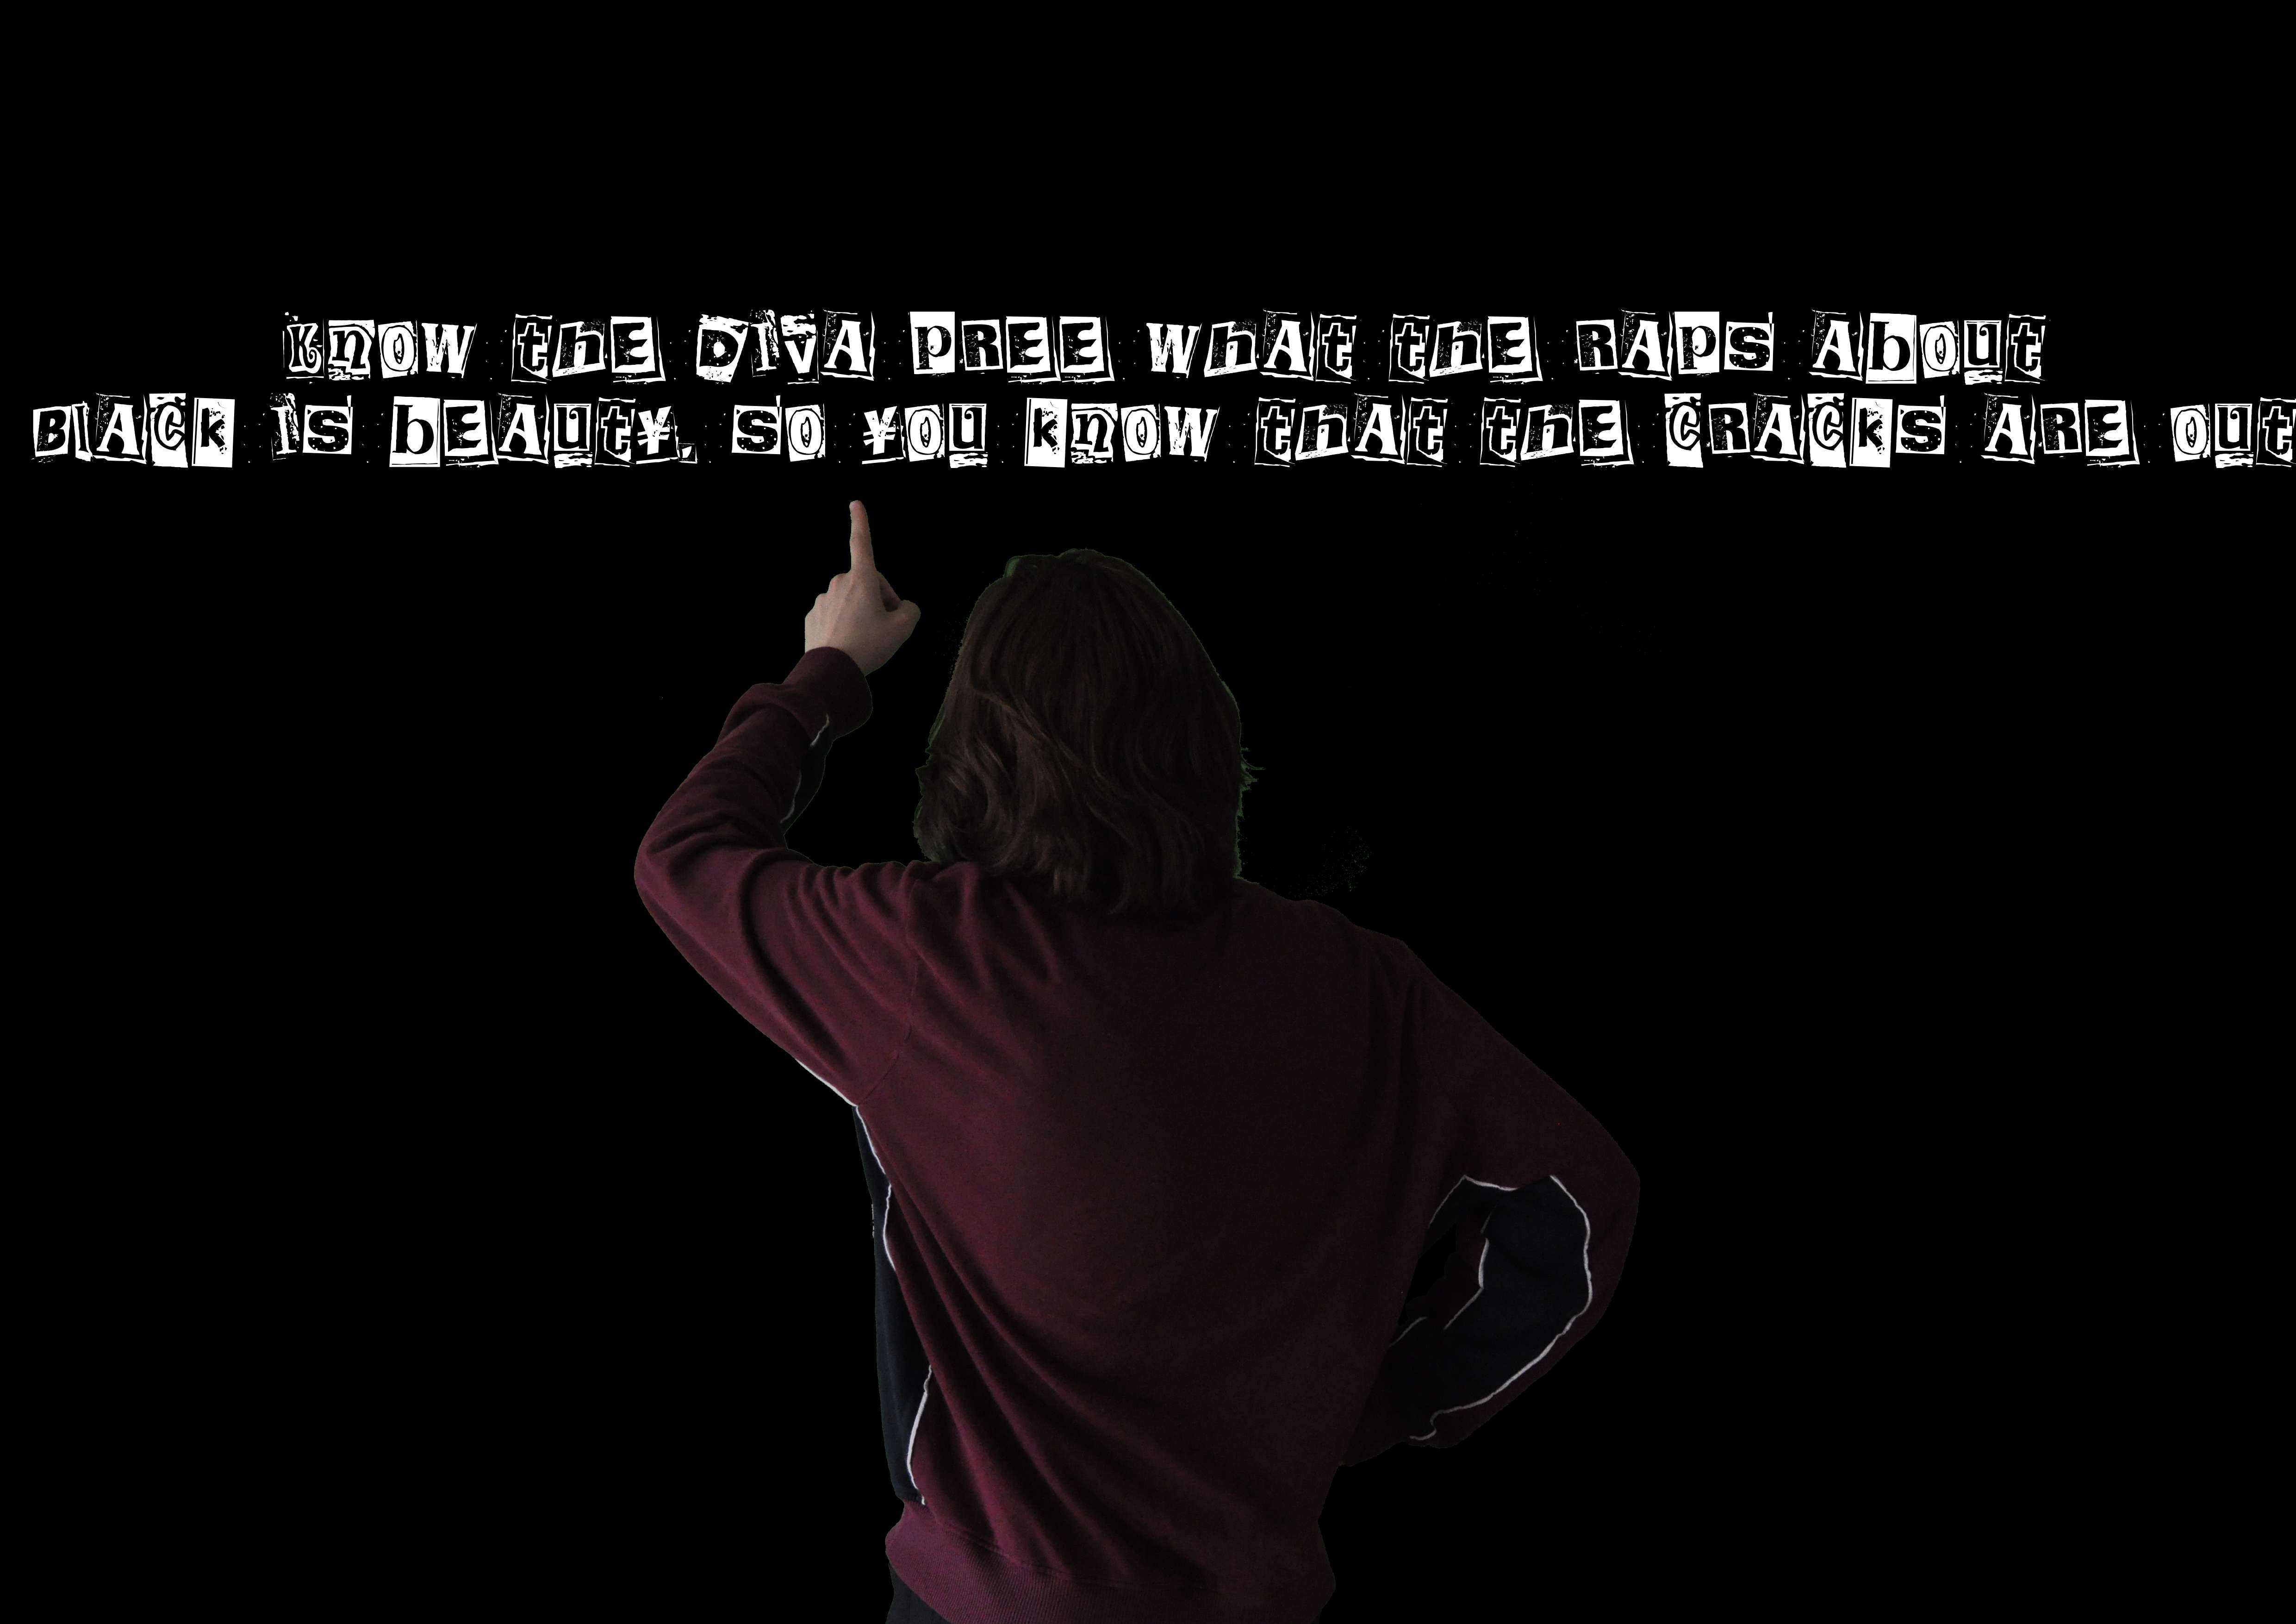 Know the Diva pree what the raps about
Black is beauty, so you know that the cracks are out